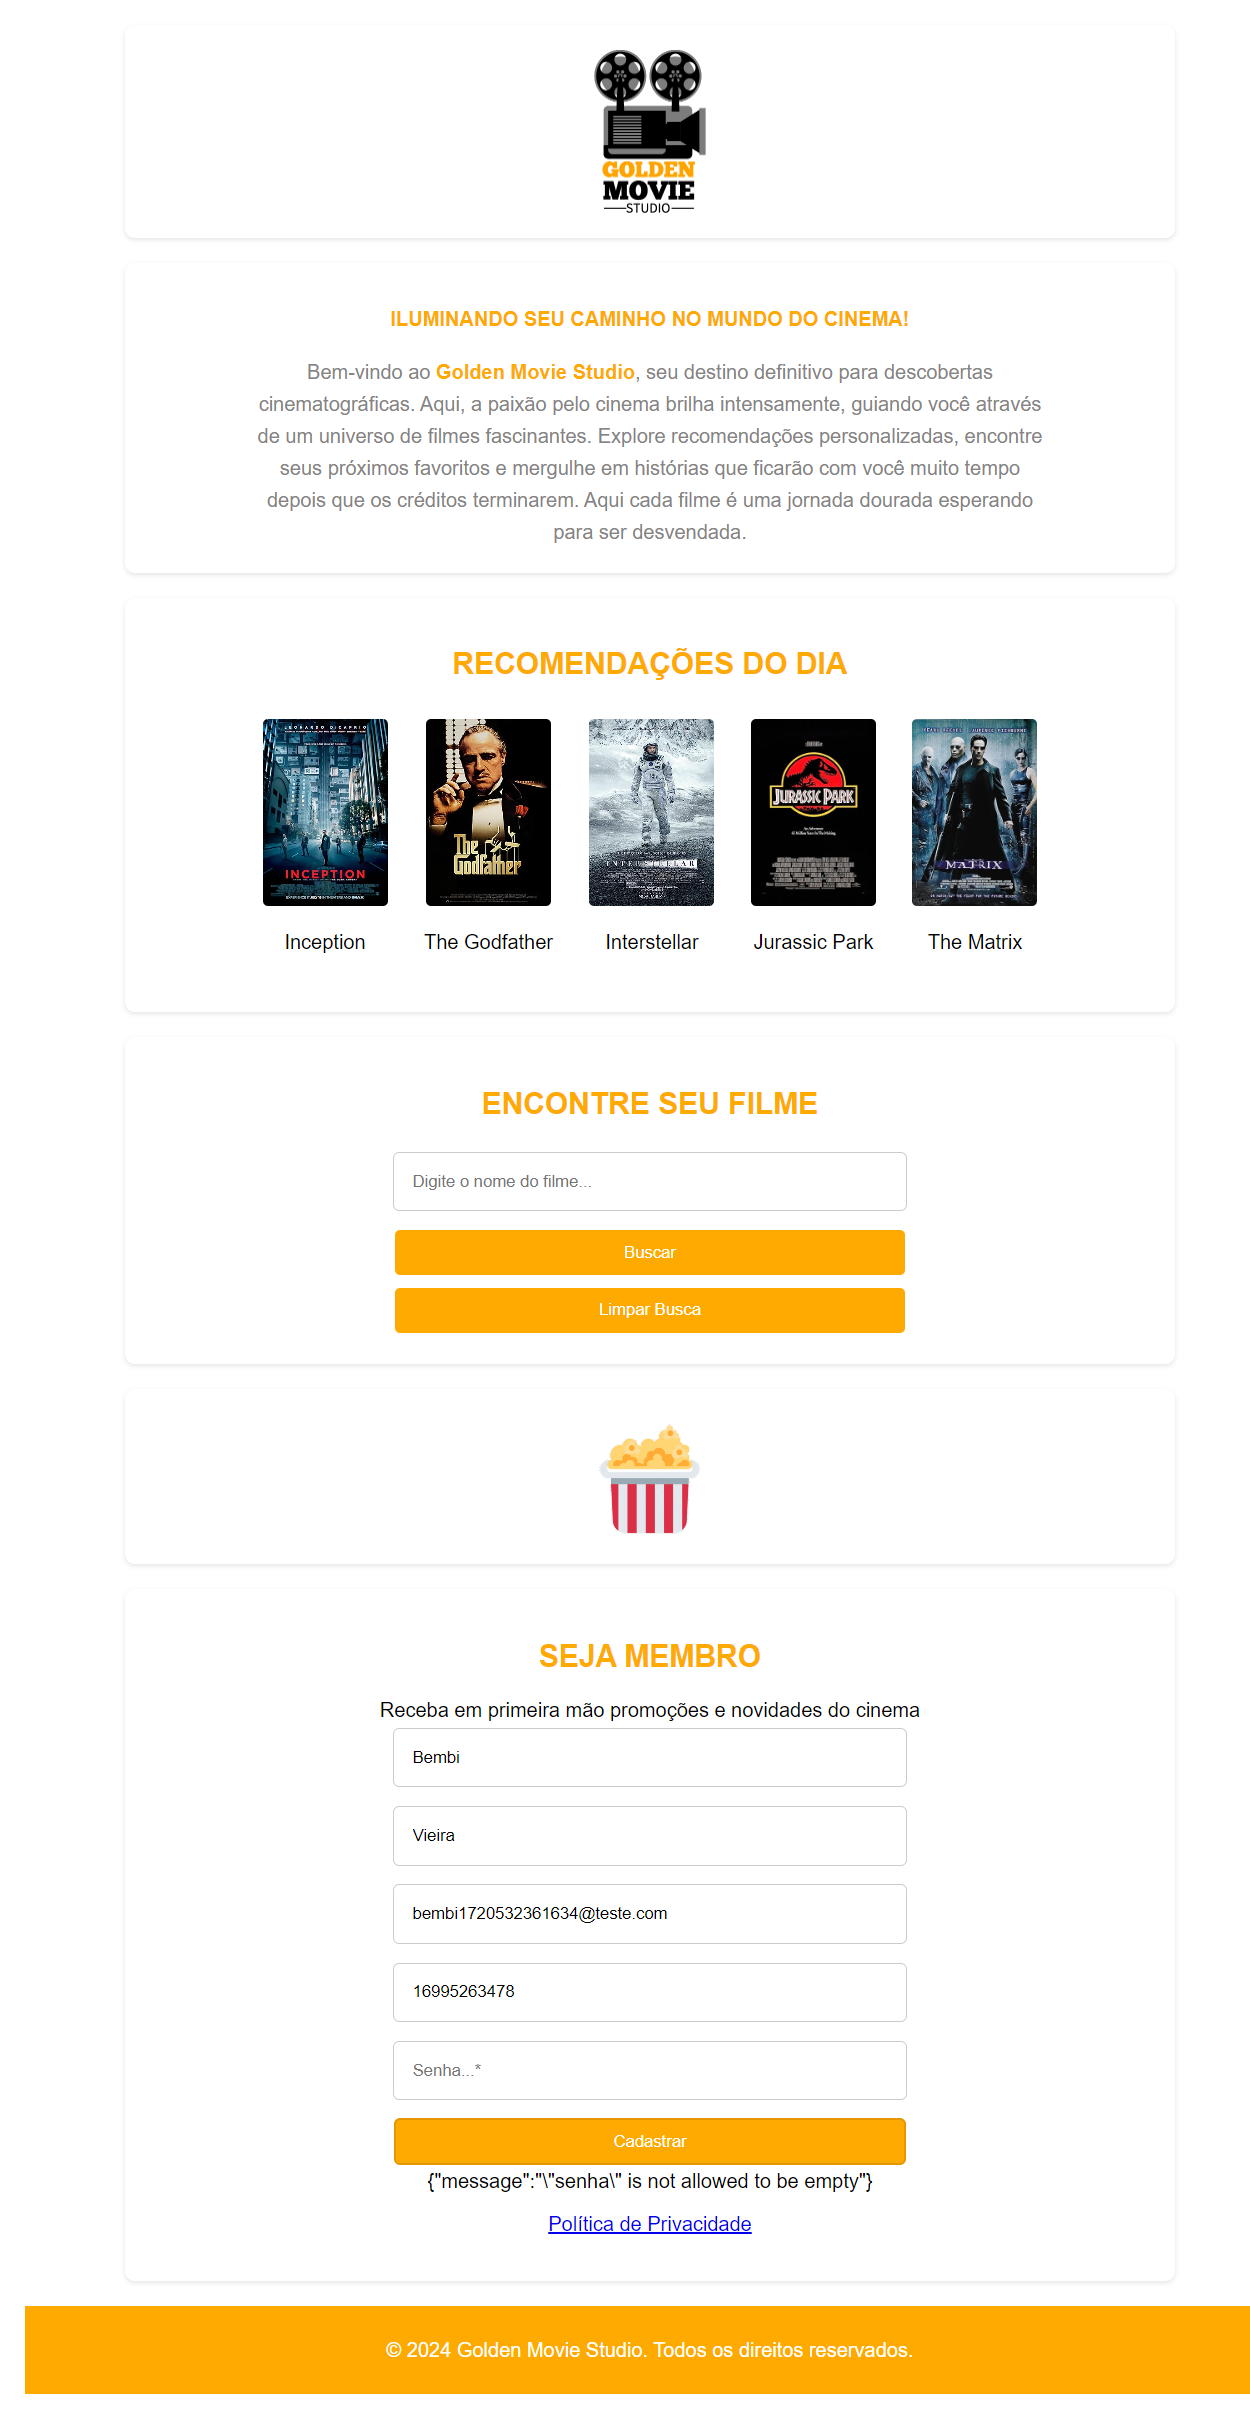 GOLDEN
MOVIE
STUDIO
ILUMINANDO SEU CAMINHO NO MUNDO DO CINEMA!
Bem-vindo ao Golden Movie Studio, seu destino definitivo para descobertas
cinematográficas. Aqui, a paixão pelo cinema brilha intensamente, guiando você através
de um universo de filmes fascinantes. Explore recomendações personalizadas, encontre
seus próximos favoritos e mergulhe em histórias que ficarão com você muito tempo
depois que os créditos terminarem. Aqui cada filme é uma jornada dourada esperando
para ser desvendada.
RECOMENDAÇÕES DO DIA
LEONARDO DICAPRIO
INCEPTION
The
Godfather
INTERSTELLAR
JURASSIC PARK
MATRIX
Inception
The Godfather
Interstellar
Jurassic Park
The Matrix
ENCONTRE SEU FILME
Digite o nome do filme...
Buscar
Limpar Busca
SEJA MEMBRO
Receba em primeira mão promoções e novidades do cinema
Bembi
Vieira
bembi1720532361634@teste.com
16995263478
Senha...*
Cadastrar
{"message":"\"senha\" is not allowed to be empty"}
Política de Privacidade
© 2024 Golden Movie Studio. Todos os direitos reservados.